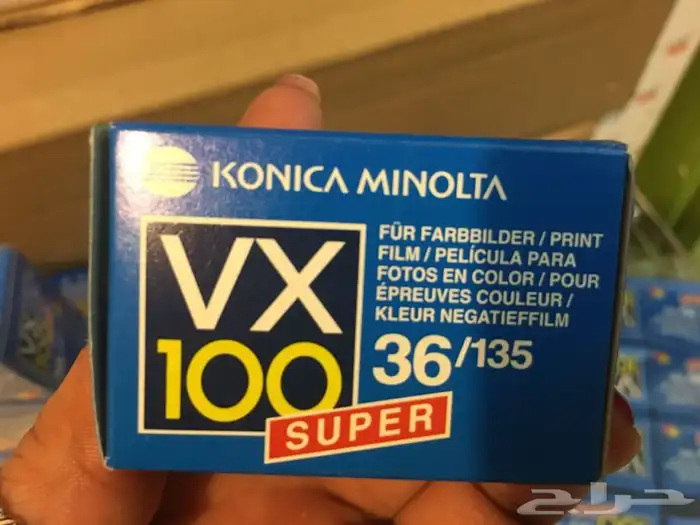 KONICA MINOLTA
VX
100
SUPER
FÜR FARBBILDER / PRINT
FILM / PELÍCULA PARA
FOTOS EN COLOR / POUR
ÉPREUVES COULEUR /
KLEUR NEGATIEFFILM
36/135
حراج